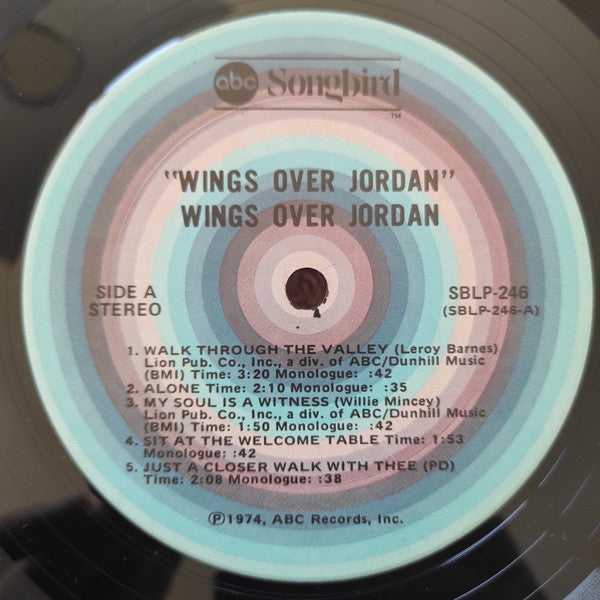 abc Songbird
TM
"WINGS OVER JORDAN"
WINGS OVER JORDAN
SIDE A
STEREO
SBLP-246
(SBLP-246-A)
1. WALK THROUGH THE VALLEY (Leroy Barnes)
Lion Pub. Co., Inc., a div. of ABC/Dunhill Music
(BMI) Time: 3:20 Monologue: :42
2. ALONE Time: 2:10 Monologue: :35
3. MY SOUL IS A WITNESS (Willie Mincey)
Lion Pub. Co., Inc., a div. of ABC/Dunhill Music
(BMI) Time: 1:50 Monologue: :42
4. SIT AT THE WELCOME TABLE Time: 1:53
Monologue: :42
5. JUST A CLOSER WALK WITH THEE (PD)
Time: 2:08 Monologue: :38
℗1974, ABC Records, Inc.